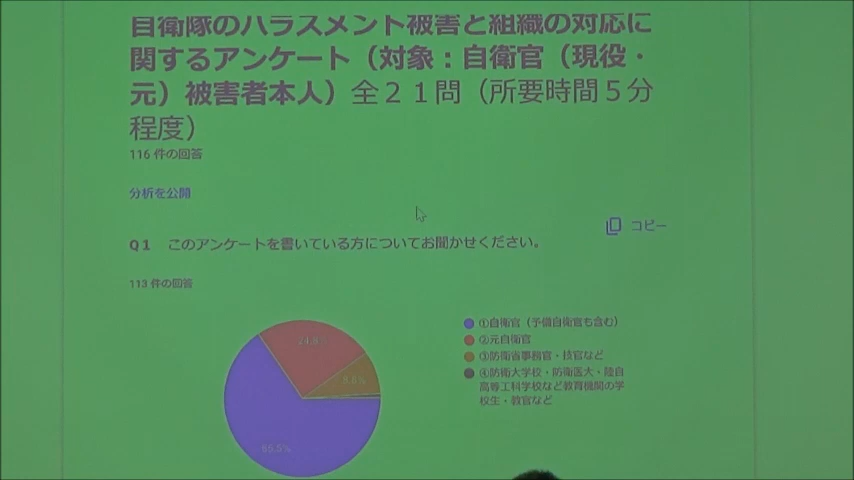 自衛隊のハラスメント被害と組織の対応に
関するアンケート（対象：自衛官（現役・
元）被害者本人）全２１問（所要時間５分
程度）
116 件の回答
分析を公開
コピー
Q１　このアンケートを書いている方についてお聞かせください。
113 件の回答
①自衛官（予備自衛官も含む）
②元自衛官
③防衛省事務官・技官など
④防衛大学校・防衛医大・陸自
高等工科学校など教育機関の学
校生・教官など
24.8%
8.8%
65.5%